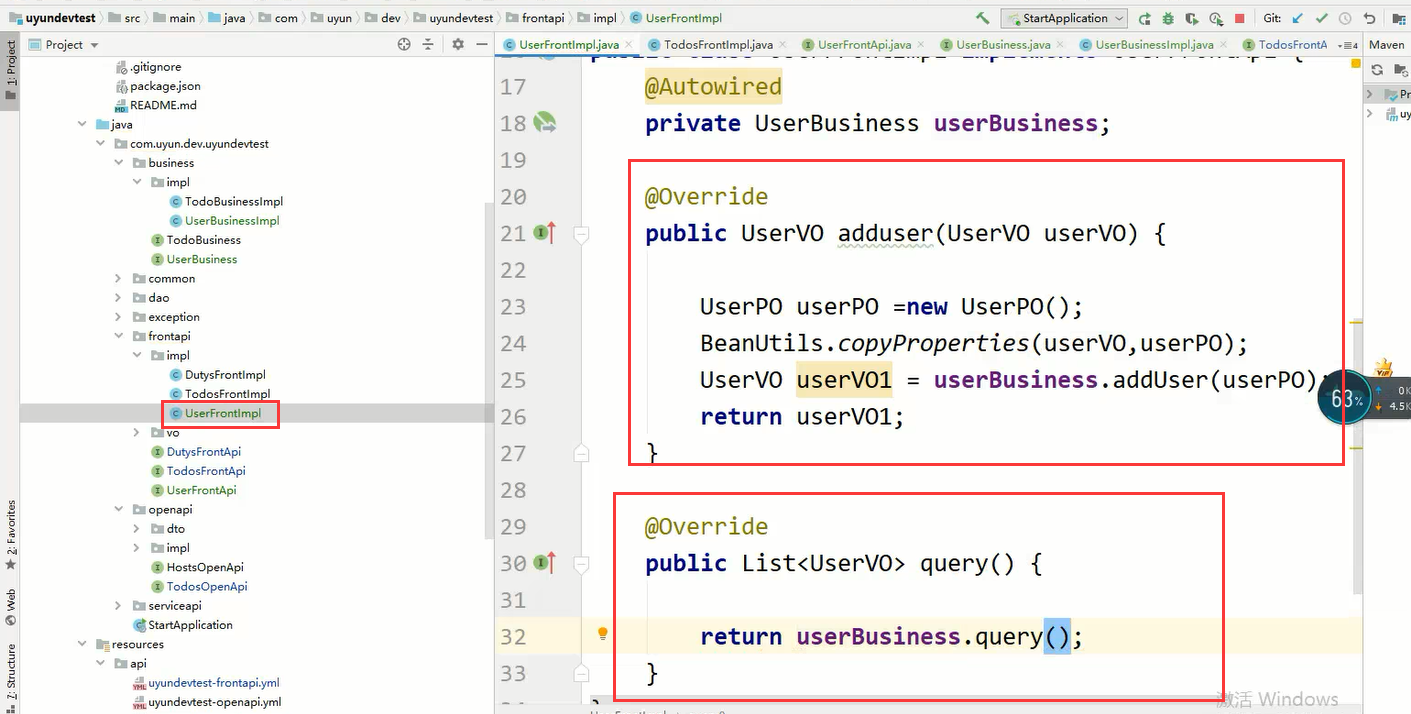 uyundevtest src main java com uyun dev uyundevtest frontapi impl UserFrontImpl StartApplication Git:
1: Project
Project
UserFrontImpl.java TodosFrontImpl.java UserFrontApi.java UserBusiness.java UserBusinessImpl.java TodosFrontA Maven
.gitignore
package.json
README.md
java
com.uyun.dev.uyundevtest
business
impl
TodoBusinessImpl
UserBusinessImpl
TodoBusiness
UserBusiness
common
dao
exception
frontapi
impl
DutysFrontImpl
TodosFrontImpl
UserFrontImpl
vo
DutysFrontApi
TodosFrontApi
UserFrontApi
openapi
dto
impl
HostsOpenApi
TodosOpenApi
serviceapi
StartApplication
resources
api
uyundevtest-frontapi.yml
uyundevtest-openapi.yml
2: Favorites
Web
7: Structure
17 @Autowired
18 private UserBusiness userBusiness;
19
20 @Override
21 public UserVO adduser(UserVO userVO) {
22
23 UserPO userPO =new UserPO();
24 BeanUtils.copyProperties(userVO,userPO);
25 UserVO userVO1 = userBusiness.addUser(userPO);
26 return userVO1;
27 }
28
29 @Override
30 public List<UserVO> query() {
31
32 return userBusiness.query();
33 }
Pr
uy
VIP
63%
0K
4.5K
激活 Windows